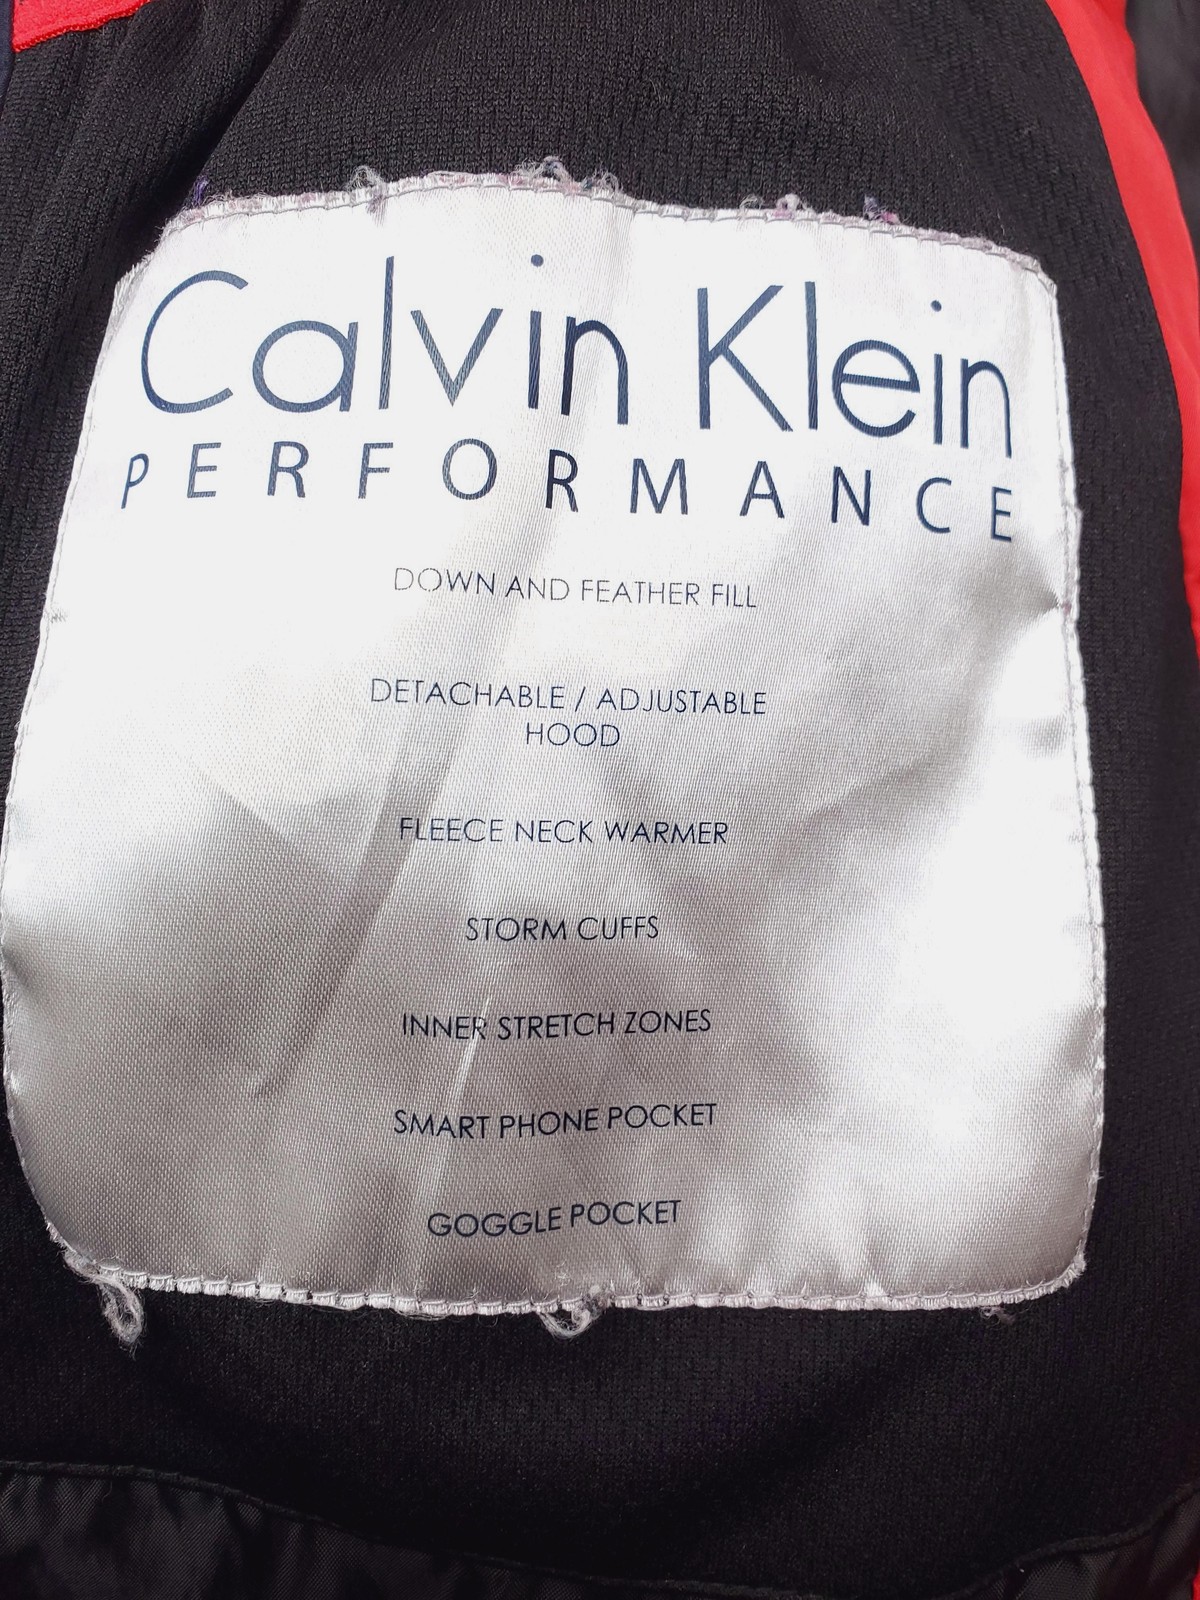 Calvin Klein
PERFORMANCE
DOWN AND FEATHER FILL
DETACHABLE / ADJUSTABLE
HOOD
FLEECE NECK WARMER
STORM CUFFS
INNER STRETCH ZONES
SMART PHONE POCKET
GOGGLE POCKET